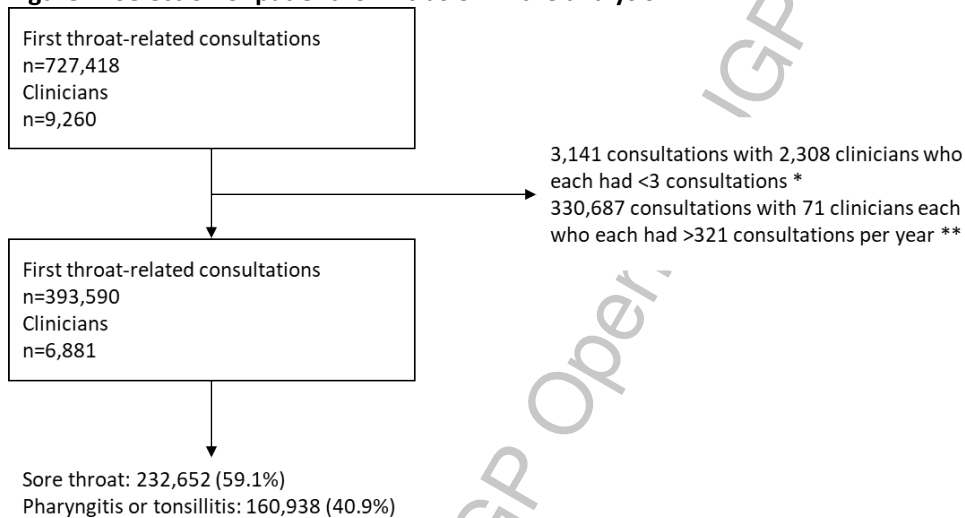 First throat-related consultations
n=727,418
Clinicians
n=9,260
3,141 consultations with 2,308 clinicians who
each had <3 consultations *
330,687 consultations with 71 clinicians each
who each had >321 consultations per year **
First throat-related consultations
n=393,590
Clinicians
n=6,881
Sore throat: 232,652 (59.1%)
Pharyngitis or tonsillitis: 160,938 (40.9%)
JGP
JGP Open